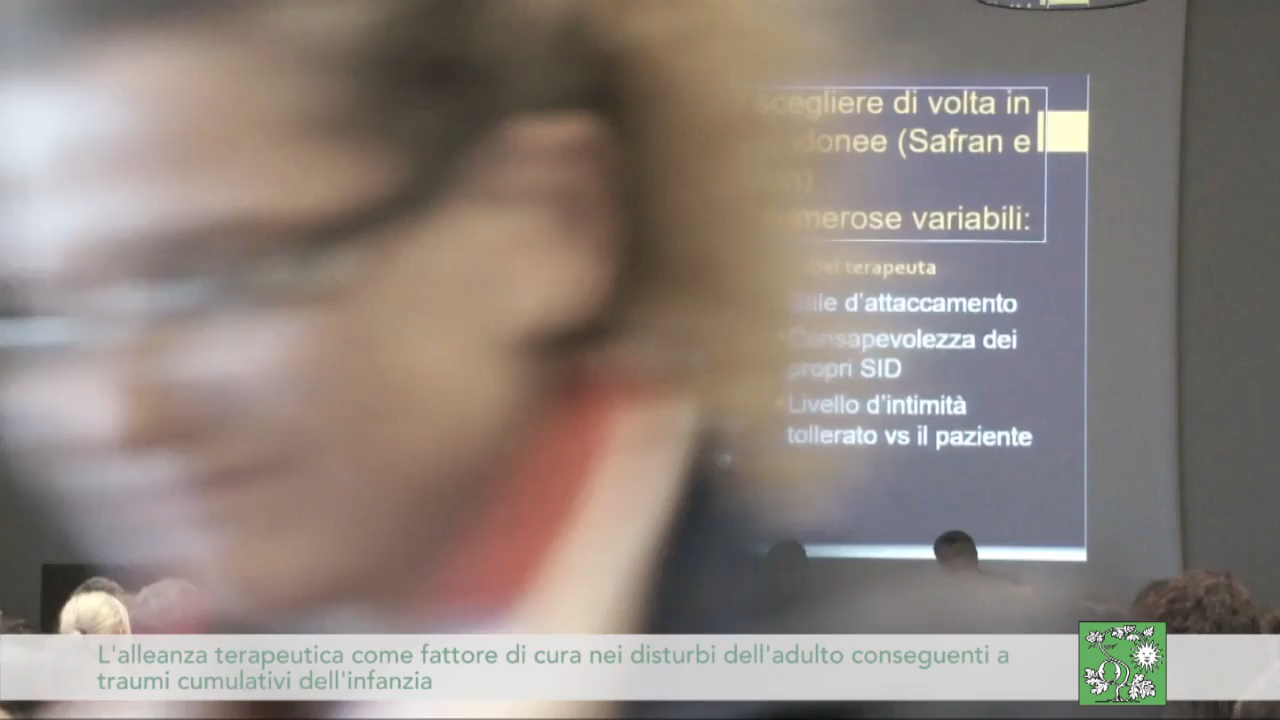 scegliere di volta in
donee (Safran e
numerose variabili:
del terapeuta
Stile d'attaccamento
•Consapevolezza dei
propri SID
•Livello d'intimità
tollerato vs il paziente
L'alleanza terapeutica come fattore di cura nei disturbi dell'adulto conseguenti a
traumi cumulativi dell'infanzia